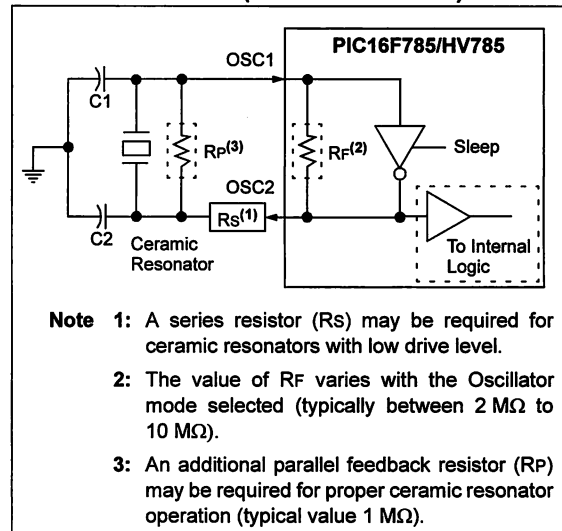 PIC16F785/HV785
OSC1
C1
RP(3)
RF(2)
Sleep
OSC2
RS(1)
C2
Ceramic
Resonator
To Internal
Logic
Note 1: A series resistor (RS) may be required for
ceramic resonators with low drive level.
2: The value of RF varies with the Oscillator
mode selected (typically between 2 MΩ to
10 MΩ).
3: An additional parallel feedback resistor (RP)
may be required for proper ceramic resonator
operation (typical value 1 MΩ).